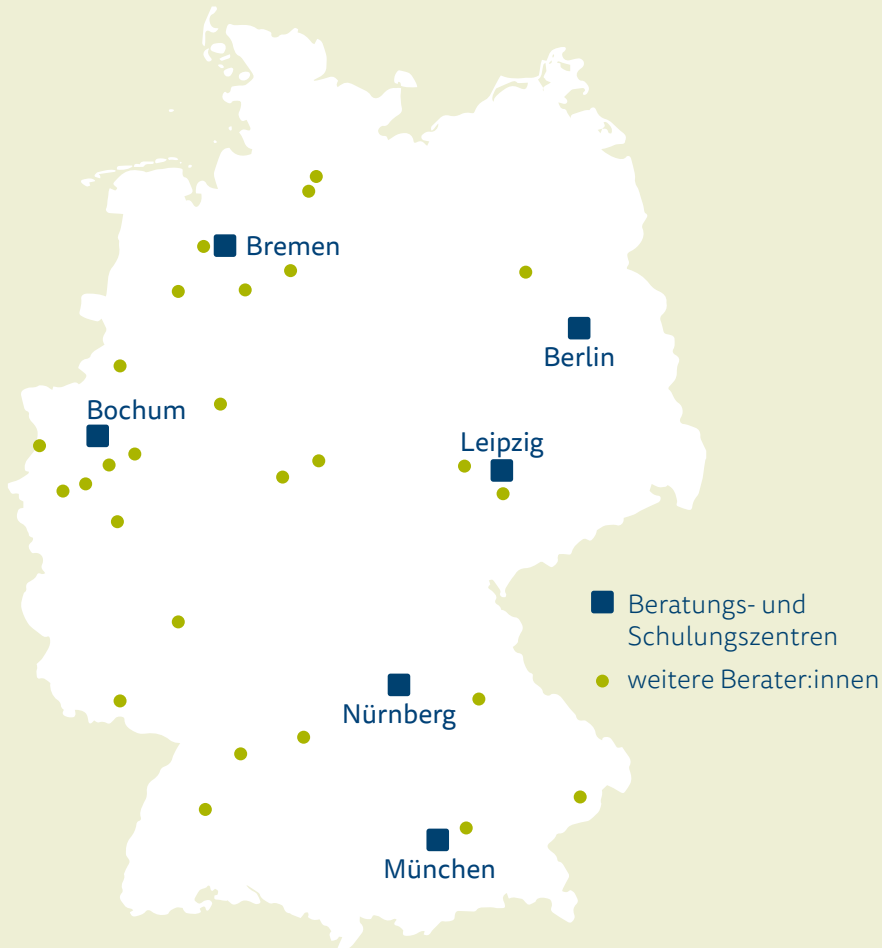 Bremen
Berlin
Bochum
Leipzig
Beratungs- und
Schulungszentren
weitere Berater:innen
Nürnberg
München